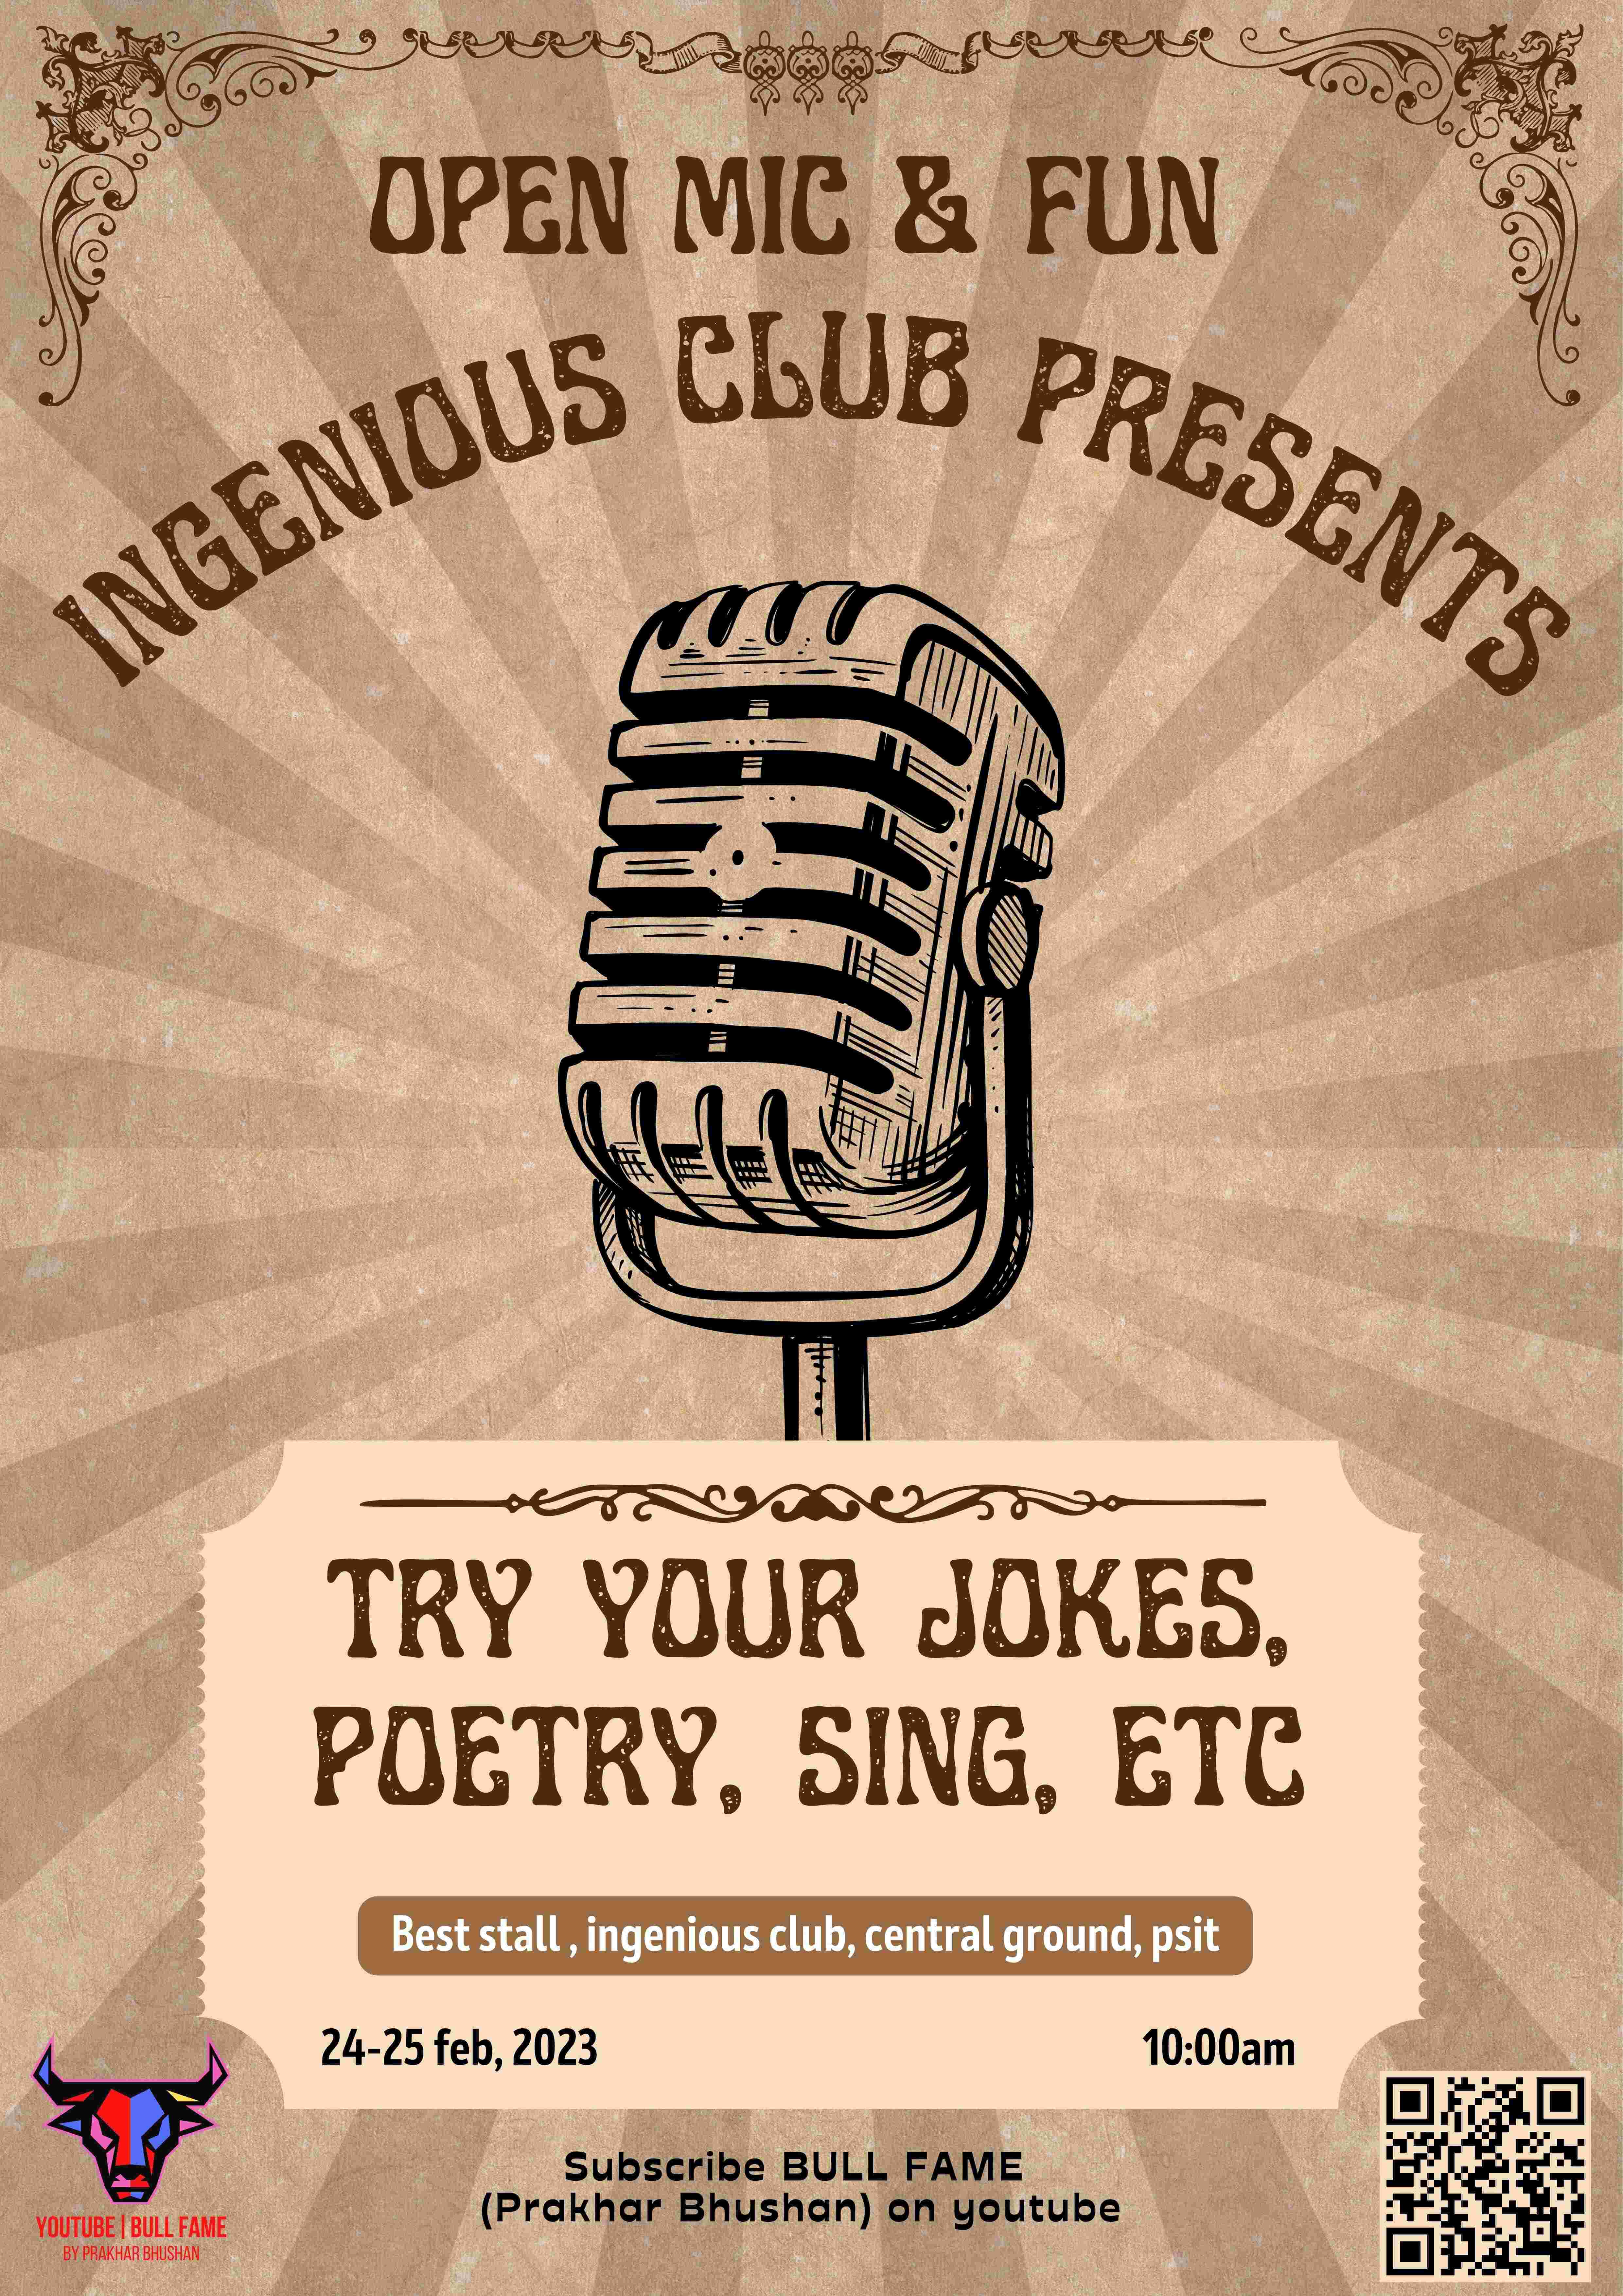 OPEN MIC & FUN
INGENIOUS CLUB PRESENTS
TRY YOUR JOKES,
POETRY, SING, ETC
Best stall , ingenious club, central ground, psit
24-25 feb, 2023
10:00am
Subscribe BULL FAME
(Prakhar Bhushan) on youtube
YOUTUBE | BULL FAME
BY PRAKHAR BHUSHAN